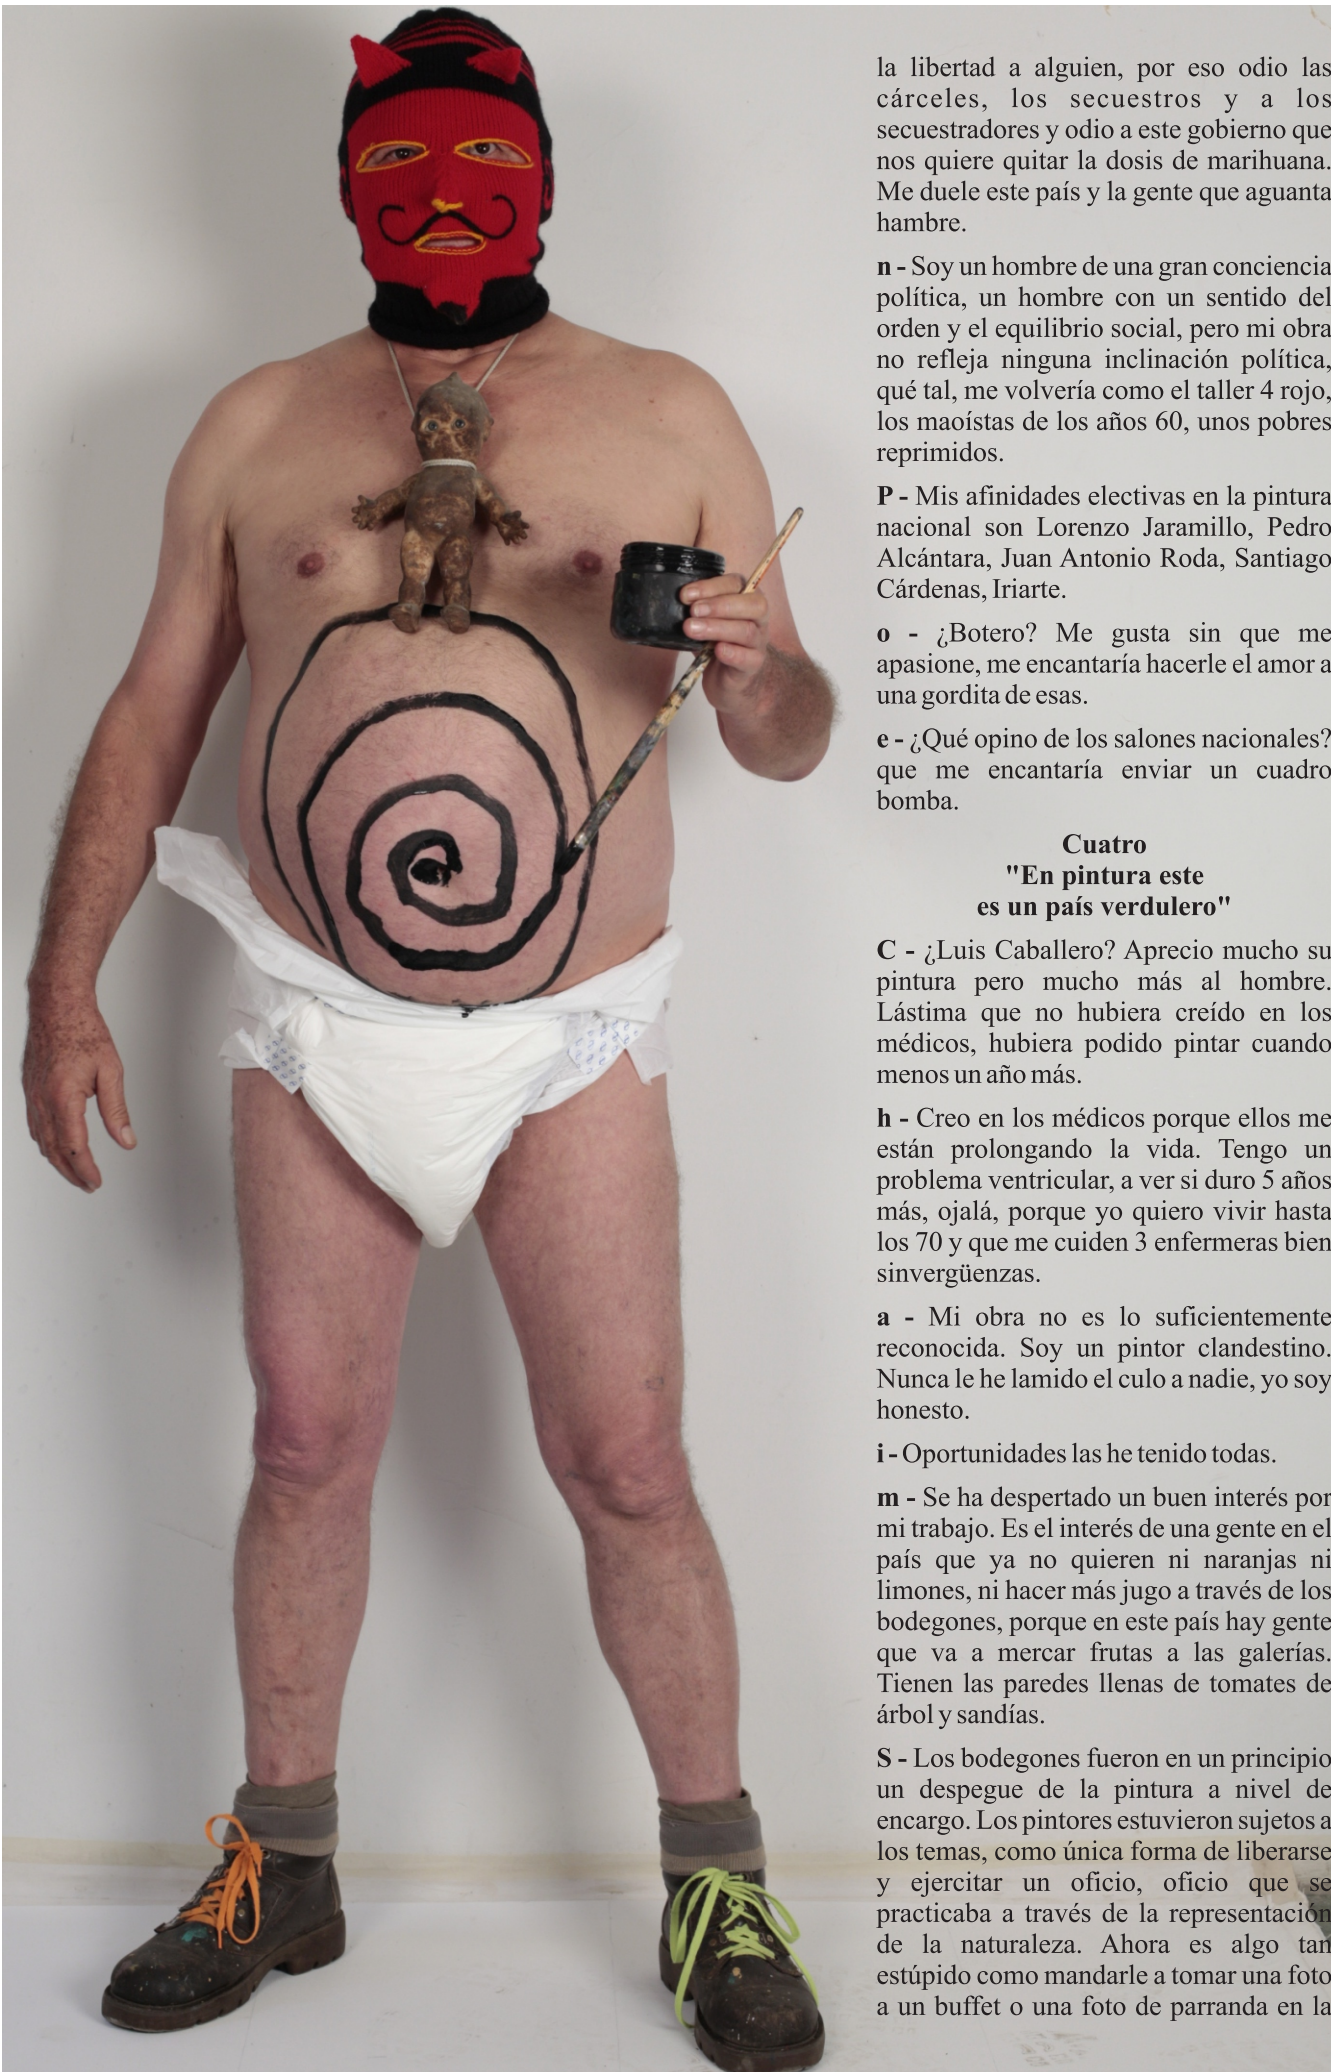 la libertad a alguien, por eso odio las
cárceles, los secuestros y a los
secuestradores y odio a este gobierno que
nos quiere quitar la dosis de marihuana.
Me duele este país y la gente que aguanta
hambre.
n - Soy un hombre de una gran conciencia
política, un hombre con un sentido del
orden y el equilibrio social, pero mi obra
no refleja ninguna inclinación política,
qué tal, me volvería como el taller 4 rojo,
los maoístas de los años 60, unos pobres
reprimidos.
P - Mis afinidades electivas en la pintura
nacional son Lorenzo Jaramillo, Pedro
Alcántara, Juan Antonio Roda, Santiago
Cárdenas, Iriarte.
o - ¿Botero? Me gusta sin que me
apasione, me encantaría hacerle el amor a
una gordita de esas.
e - ¿Qué opino de los salones nacionales?
que me encantaría enviar un cuadro
bomba.
Cuatro
"En pintura este
es un país verdulero"
C - ¿Luis Caballero? Aprecio mucho su
pintura pero mucho más al hombre.
Lástima que no hubiera creído en los
médicos, hubiera podido pintar cuando
menos un año más.
h - Creo en los médicos porque ellos me
están prolongando la vida. Tengo un
problema ventricular, a ver si duro 5 años
más, ojalá, porque yo quiero vivir hasta
los 70 y que me cuiden 3 enfermeras bien
sinvergüenzas.
a - Mi obra no es lo suficientemente
reconocida. Soy un pintor clandestino.
Nunca le he lamido el culo a nadie, yo soy
honesto.
i - Oportunidades las he tenido todas.
m - Se ha despertado un buen interés por
mi trabajo. Es el interés de una gente en el
país que ya no quieren ni naranjas ni
limones, ni hacer más jugo a través de los
bodegones, porque en este país hay gente
que va a mercar frutas a las galerías.
Tienen las paredes llenas de tomates de
árbol y sandías.
S - Los bodegones fueron en un principio
un despegue de la pintura a nivel de
encargo. Los pintores estuvieron sujetos a
los temas, como única forma de liberarse
y ejercitar un oficio, oficio que se
practicaba a través de la representación
de la naturaleza. Ahora es algo tan
estúpido como mandarle a tomar una foto
a un buffet o una foto de parranda en la